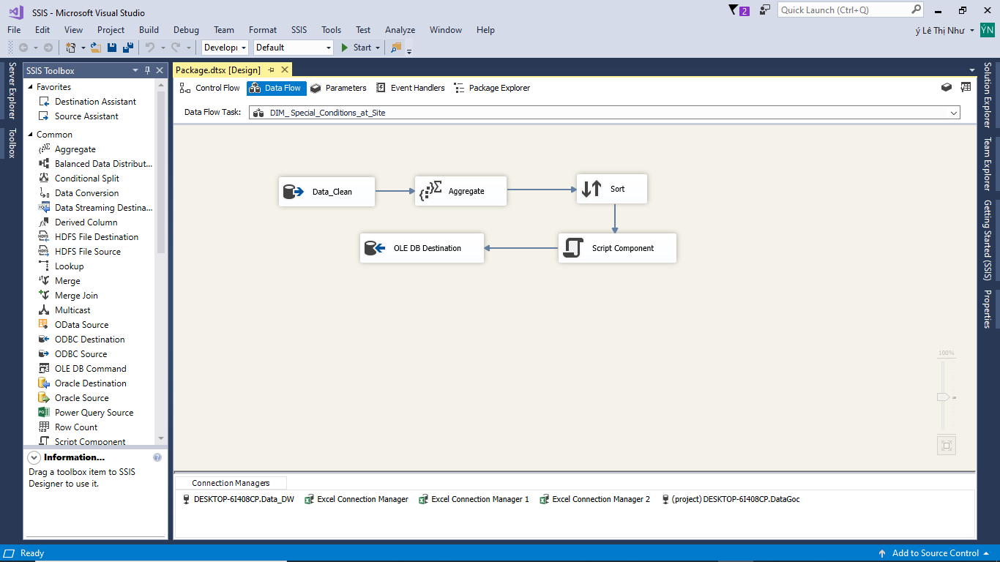 SSIS - Microsoft Visual Studio
2
Quick Launch (Ctrl+Q)
File Edit View Project Build Debug Team Format SSIS Tools Test Analyze Window Help
ý Lê Thị Như
YN
Default
Start
Server Explorer
Toolbox
SSIS Toolbox
Favorites
Destination Assistant
Source Assistant
Common
Aggregate
Balanced Data Distribut...
Conditional Split
Data Conversion
Data Streaming Destina...
Derived Column
HDFS File Destination
HDFS File Source
Lookup
Merge
Merge Join
Multicast
OData Source
ODBC Destination
ODBC Source
OLE DB Command
Oracle Destination
Oracle Source
Power Query Source
Row Count
Script Component
Information...
Drag a toolbox item to SSIS
Designer to use it.
Package.dtsx [Design]
Control Flow Data Flow Parameters Event Handlers Package Explorer
Data Flow Task: DIM_ Special_Conditions_at_Site
Data_Clean
Aggregate
Sort
OLE DB Destination
Script Component
100%
Connection Managers
DESKTOP-6I408CP.Data_DW Excel Connection Manager Excel Connection Manager 1 Excel Connection Manager 2 (project) DESKTOP-6I408CP.DataGoc
Solution Explorer
Team Explorer
Getting Started (SSIS)
Properties
Ready
Add to Source Control